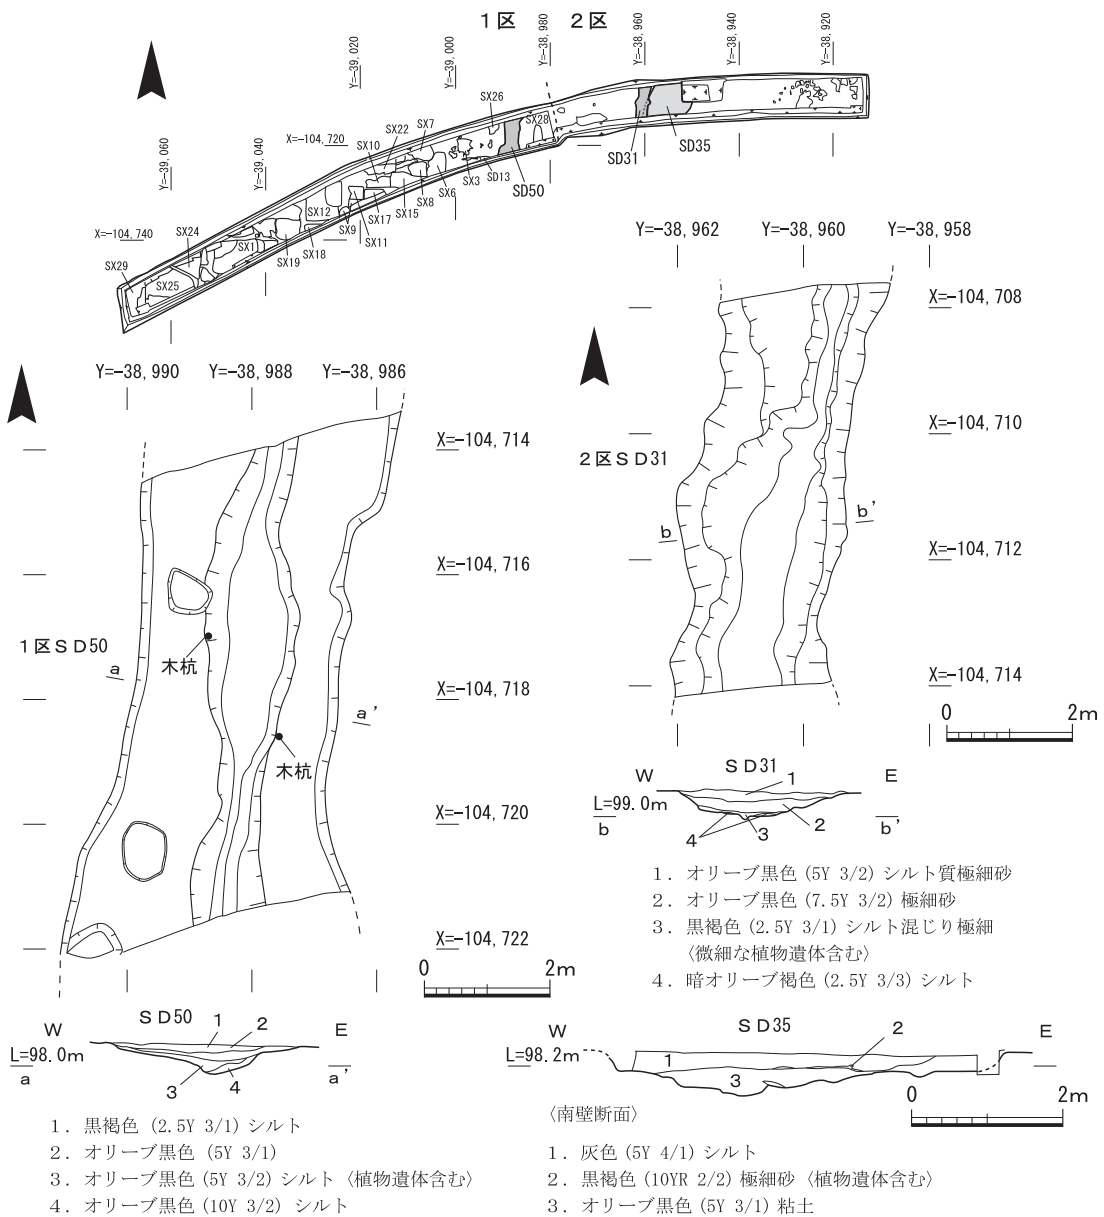 1区 2区
Y=-39,060
Y=-39,040
Y=-39,020
Y=-39,000
Y=-38,980
Y=-38,960
Y=-38,940
Y=-38,920
X=-104,720
X=-104,740
SX29
SX25
SX24
SX1
SX19
SX18
SX12
SX9
SX11
SX17
SX10
SX22
SX7
SX15
SX8
SX6
SX3
SD13
SX26
SX28
SD50
SD31
SD35
Y=-38,962 Y=-38,960 Y=-38,958
X=-104,708
X=-104,710
X=-104,712
X=-104,714
2区SD31
b b'
0 2m
Y=-38,990 Y=-38,988 Y=-38,986
X=-104,714
X=-104,716
X=-104,718
X=-104,720
X=-104,722
1区SD50
a a'
木杭
木杭
0 2m
SD31
W E
L=99.0m
b b'
1
2
3
4
1．オリーブ黒色(5Y 3/2)シルト質極細砂
2．オリーブ黒色(7.5Y 3/2)極細砂
3．黒褐色(2.5Y 3/1)シルト混じり極細
〈微細な植物遺体含む〉
4．暗オリーブ褐色(2.5Y 3/3)シルト
SD50
W E
L=98.0m
a a'
1 2
3 4
1．黒褐色 (2.5Y 3/1)シルト
2．オリーブ黒色 (5Y 3/1)
3．オリーブ黒色(5Y 3/2)シルト〈植物遺体含む〉
4．オリーブ黒色(10Y 3/2) シルト
SD35
W E
L=98.2m
1 2
3
0 2m
〈南壁断面〉
1．灰色(5Y 4/1)シルト
2．黒褐色(10YR 2/2)極細砂〈植物遺体含む〉
3．オリーブ黒色(5Y 3/1)粘土